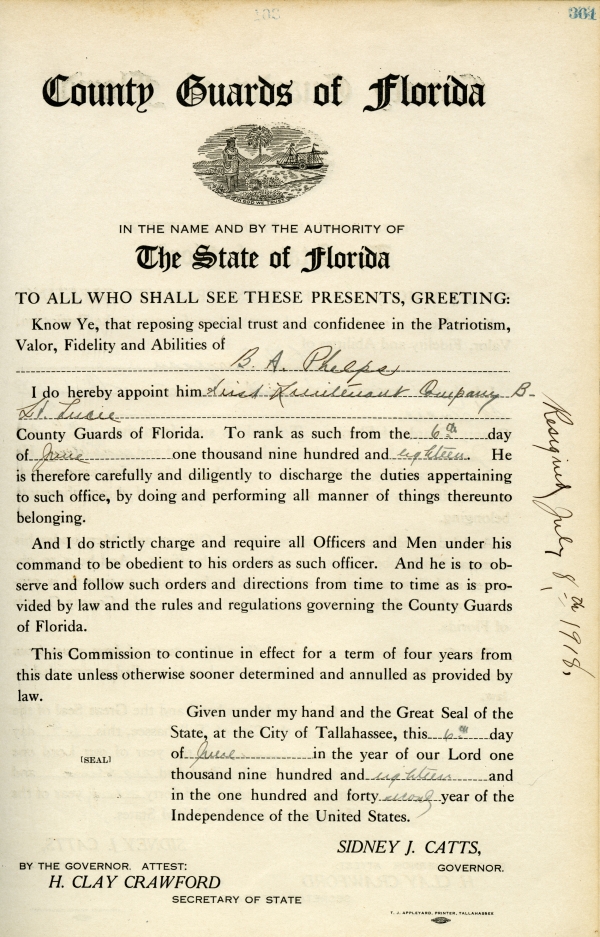 364
County Guards of Florida
IN GOD WE TRUST
IN THE NAME AND BY THE AUTHORITY OF
The State of Florida
TO ALL WHO SHALL SEE THESE PRESENTS, GREETING:
Know Ye, that reposing special trust and confidenee in the Patriotism,
Valor, Fidelity and Abilities of
B. A. Phelps
I do hereby appoint him First Lieutenant Company B-
St. Lucie
County Guards of Florida. To rank as such from the 6th day
of June one thousand nine hundred and eighteen. He
is therefore carefully and diligently to discharge the duties appertaining
to such office, by doing and performing all manner of things thereunto
belonging.
And I do strictly charge and require all Officers and Men under his
command to be obedient to his orders as such officer. And he is to ob-
serve and follow such orders and directions from time to time as is pro-
vided by law and the rules and regulations governing the County Guards
of Florida.
This Commission to continue in effect for a term of four years from
this date unless otherwise sooner determined and annulled as provided by
law.
Given under my hand and the Great Seal of the
State, at the City of Tallahassee, this 6th day
of June in the year of our Lord one
[SEAL]
thousand nine hundred and eighteen and
in the one hundred and forty second year of the
Independence of the United States.
SIDNEY J. CATTS,
GOVERNOR.
BY THE GOVERNOR. ATTEST:
H. CLAY CRAWFORD
SECRETARY OF STATE
T. J. APPLEYARD, PRINTER, TALLAHASSEE
Resigned July 8th 1918.